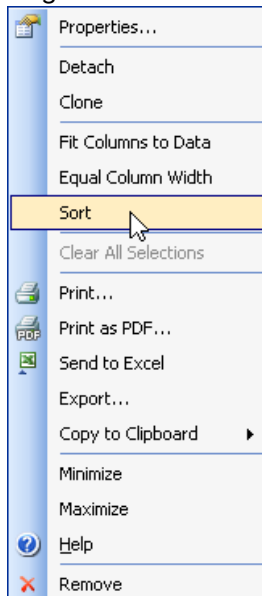 Properties...
Detach
Clone
Fit Columns to Data
Equal Column Width
Sort
Clear All Selections
Print...
Print as PDF...
Send to Excel
Export...
Copy to Clipboard
Minimize
Maximize
Help
Remove